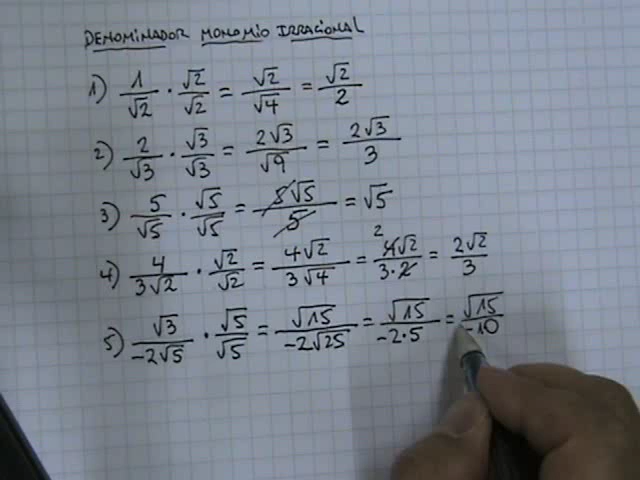 DENOMINADOR MONOMIO IRRACIONAL
1) 1/√2 · √2/√2 = √2/√4 = √2/2
2) 2/√3 · √3/√3 = 2√3/√9 = 2√3/3
3) 5/√5 · √5/√5 = 5√5/5 = √5
4) 4/3√2 · √2/√2 = 4√2/3√4 = 2 4√2/3·2 = 2√2/3
5) √3/-2√5 · √5/√5 = √15/-2√25 = √15/-2·5 = √15/-10